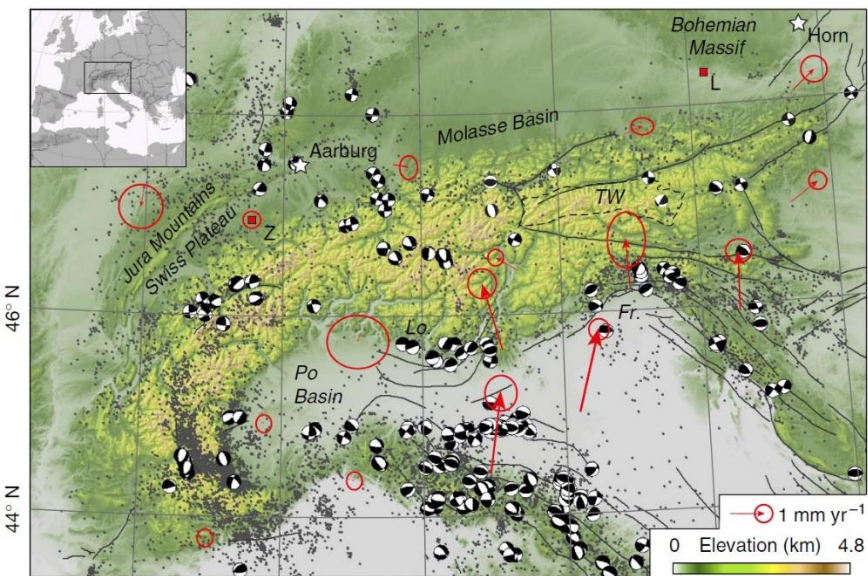 Bohemian
Massif
Horn
L
Molasse Basin
Aarburg
TW
Jura Mountains
Swiss Plateau
Z
46° N
Fr.
Lo.
Po
Basin
44° N
1 mm yr⁻¹
0 Elevation (km) 4.8